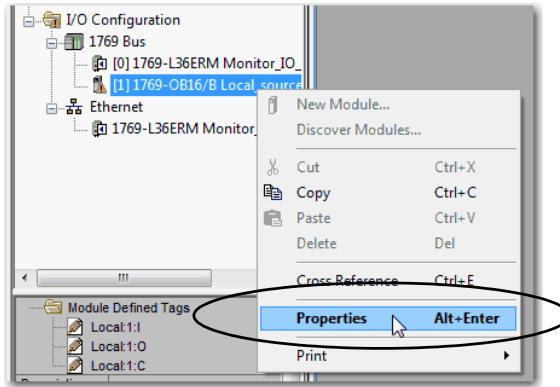 I/O Configuration
1769 Bus
[0] 1769-L36ERM Monitor_IO_
[1] 1769-OB16/B Local_source
Ethernet
1769-L36ERM Monitor_
New Module...
Discover Modules...
Cut Ctrl+X
Copy Ctrl+C
Paste Ctrl+V
Delete Del
Cross Reference Ctrl+E
Properties Alt+Enter
Print
Module Defined Tags
Local:1:I
Local:1:O
Local:1:C